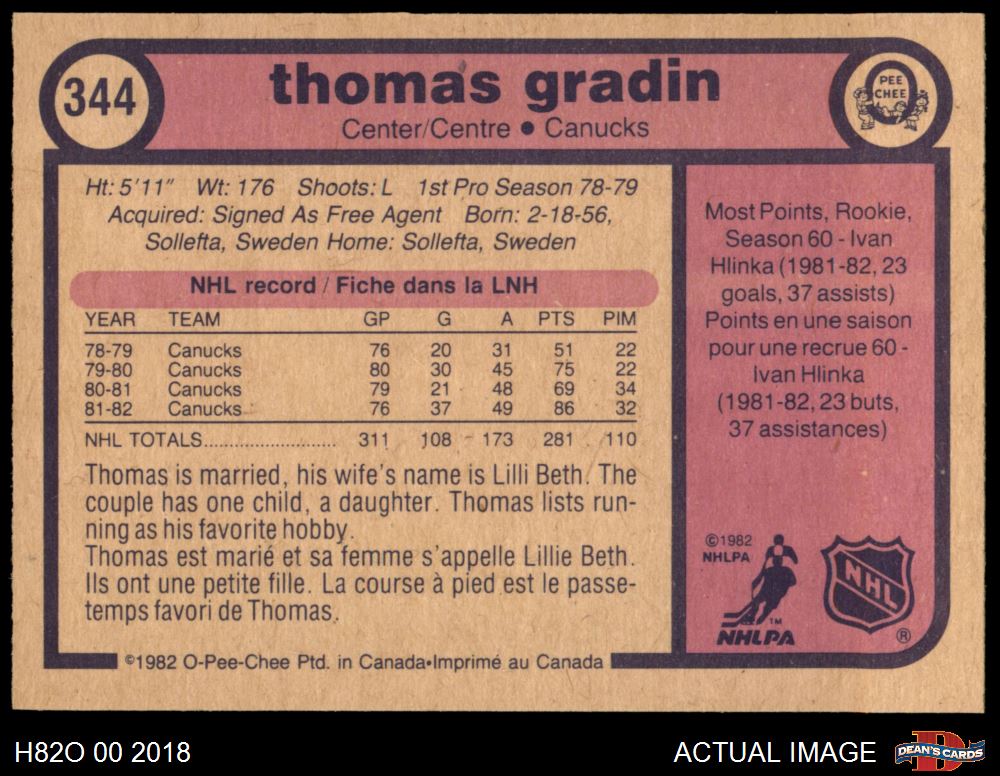 344
thomas gradin
Center/Centre • Canucks
PEE
CHEE
Ht: 5'11" Wt: 176 Shoots: L 1st Pro Season 78-79
Acquired: Signed As Free Agent Born: 2-18-56,
Sollefta, Sweden Home: Sollefta, Sweden
NHL record / Fiche dans la LNH
YEAR TEAM GP G A PTS PIM
78-79 Canucks 76 20 31 51 22
79-80 Canucks 80 30 45 75 22
80-81 Canucks 79 21 48 69 34
81-82 Canucks 76 37 49 86 32
NHL TOTALS............................ 311 108 173 281 110
Thomas is married, his wife's name is Lilli Beth. The
couple has one child, a daughter. Thomas lists run-
ning as his favorite hobby.
Thomas est marié et sa femme s'appelle Lillie Beth.
Ils ont une petite fille. La course à pied est le passe-
temps favori de Thomas.
Most Points, Rookie,
Season 60 - Ivan
Hlinka (1981-82, 23
goals, 37 assists)
Points en une saison
pour une recrue 60 -
Ivan Hlinka
(1981-82, 23 buts,
37 assistances)
©1982
NHLPA
TM
NHLPA
NHL
®
©1982 O-Pee-Chee Ptd. in Canada•Imprimé au Canada
H82O 00 2018
ACTUAL IMAGE
DEAN'S CARDS